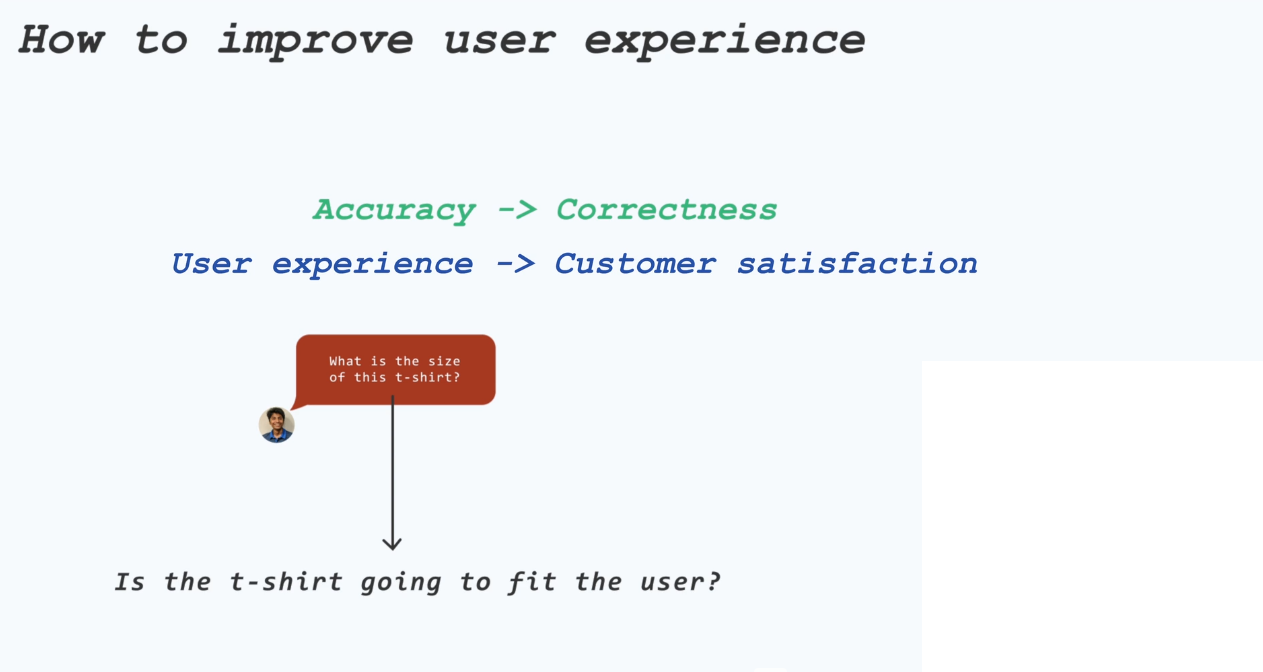 How to improve user experience
Accuracy -> Correctness
User experience -> Customer satisfaction
What is the size
of this t-shirt?
Is the t-shirt going to fit the user?